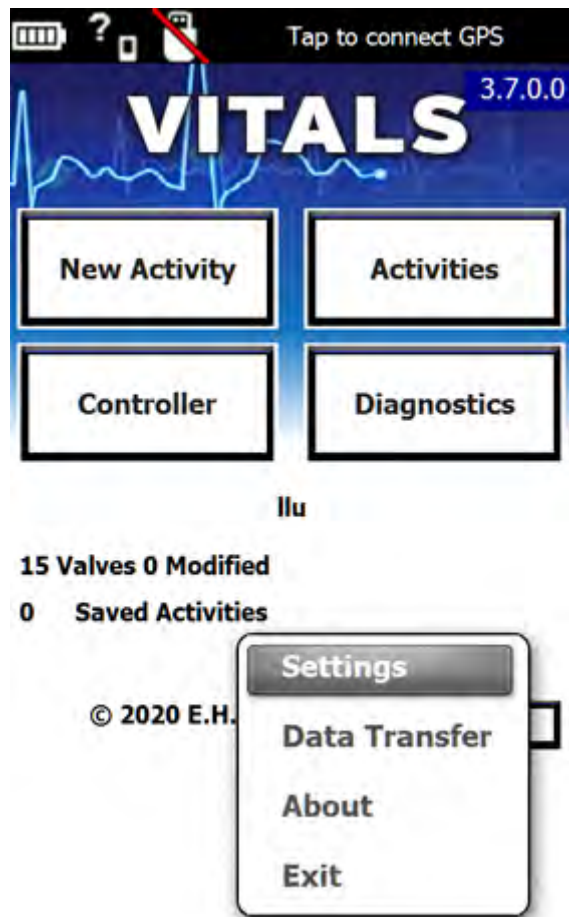 ? Tap to connect GPS
VITALS 3.7.0.0
New Activity Activities
Controller Diagnostics
llu
15 Valves 0 Modified
0 Saved Activities
Settings
© 2020 E.H.
Data Transfer
About
Exit